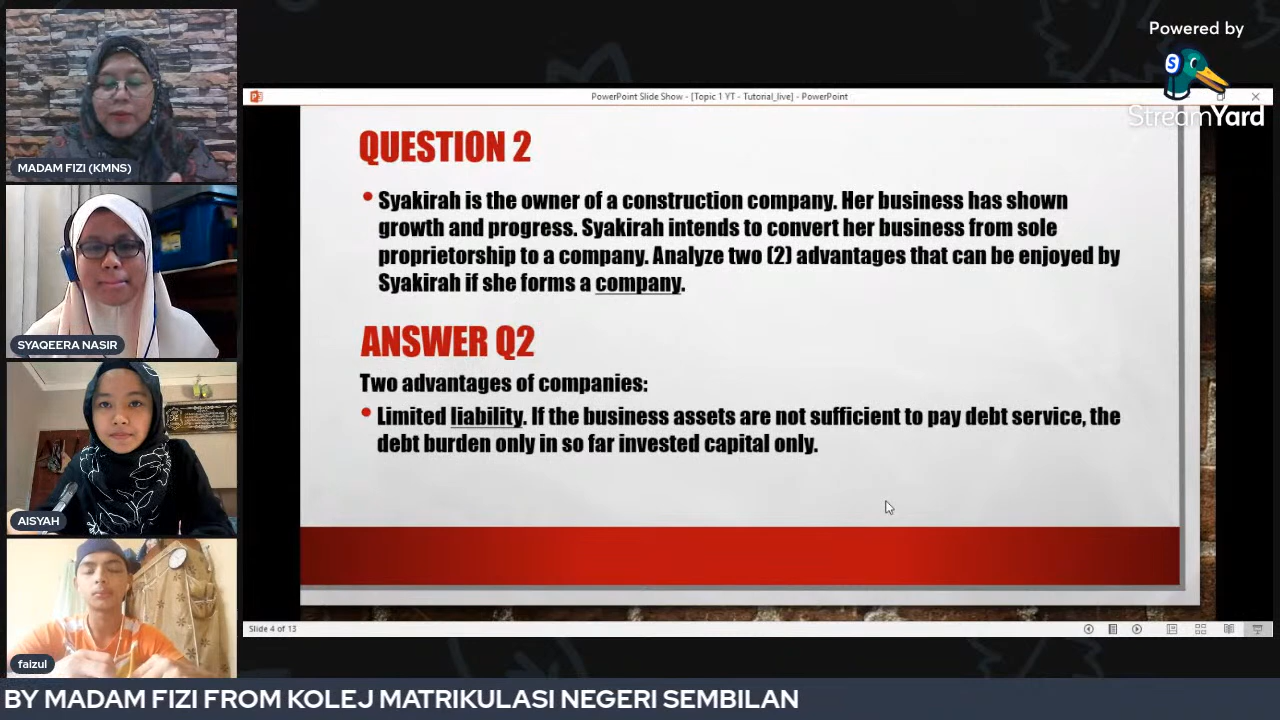 Powered by
StreamYard
PowerPoint Slide Show - [Topic 1 YT - Tutorial_live] - PowerPoint
MADAM FIZI (KMNS)
SYAQEERA NASIR
AISYAH
faizul
QUESTION 2
• Syakirah is the owner of a construction company. Her business has shown
growth and progress. Syakirah intends to convert her business from sole
proprietorship to a company. Analyze two (2) advantages that can be enjoyed by
Syakirah if she forms a company.
ANSWER Q2
Two advantages of companies:
• Limited liability. If the business assets are not sufficient to pay debt service, the
debt burden only in so far invested capital only.
Slide 4 of 13
BY MADAM FIZI FROM KOLEJ MATRIKULASI NEGERI SEMBILAN